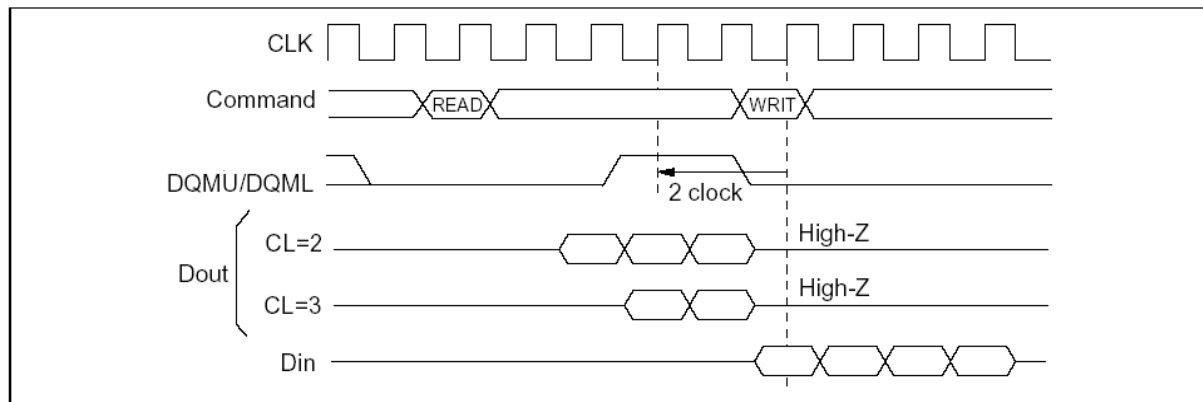 CLK
Command READ WRIT
DQMU/DQML 2 clock
CL=2 High-Z
Dout
CL=3 High-Z
Din